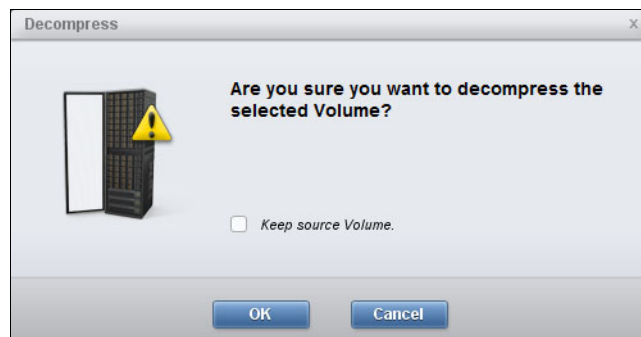 Decompress
x
Are you sure you want to decompress the
selected Volume?
Keep source Volume.
OK
Cancel